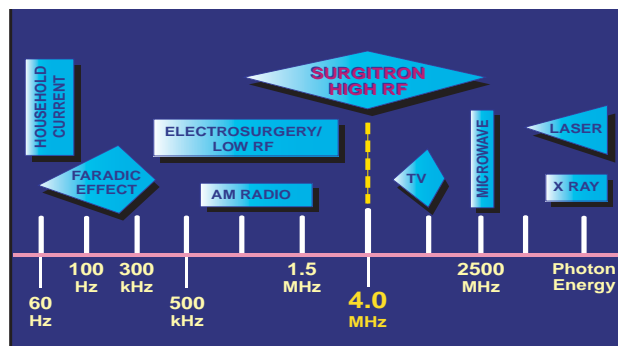 SURGITRON
HIGH RF
HOUSEHOLD
CURRENT
ELECTROSURGERY/
LOW RF
LASER
MICROWAVE
FARADIC
EFFECT
TV
X RAY
AM RADIO
100
Hz
300
kHz
1.5
MHz
2500
MHz
Photon
Energy
60
Hz
500
kHz
4.0
MHz